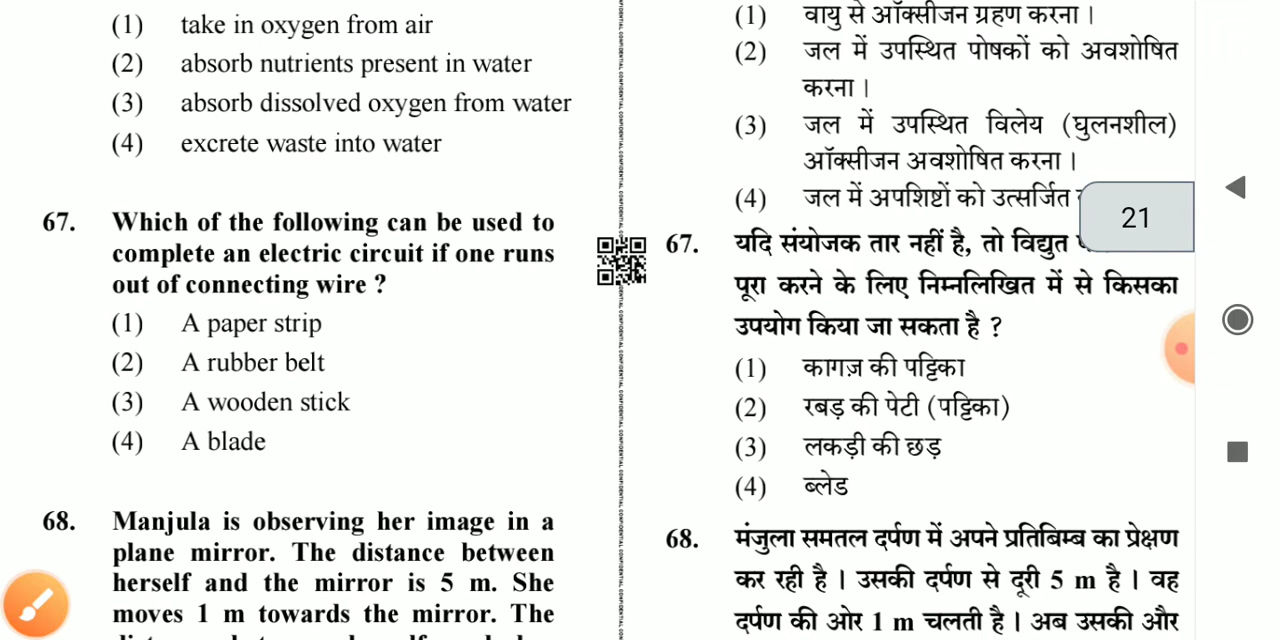 (1) take in oxygen from air
(2) absorb nutrients present in water
(3) absorb dissolved oxygen from water
(4) excrete waste into water
67. Which of the following can be used to
complete an electric circuit if one runs
out of connecting wire ?
(1) A paper strip
(2) A rubber belt
(3) A wooden stick
(4) A blade
68. Manjula is observing her image in a
plane mirror. The distance between
herself and the mirror is 5 m. She
moves 1 m towards the mirror. The
(1) वायु से ऑक्सीजन ग्रहण करना ।
(2) जल में उपस्थित पोषकों को अवशोषित
करना ।
(3) जल में उपस्थित विलेय (घुलनशील)
ऑक्सीजन अवशोषित करना ।
(4) जल में अपशिष्टों को उत्सर्जित
21
67. यदि संयोजक तार नहीं है, तो विद्युत
पूरा करने के लिए निम्नलिखित में से किसका
उपयोग किया जा सकता है ?
(1) कागज़ की पट्टिका
(2) रबड़ की पेटी (पट्टिका)
(3) लकड़ी की छड़
(4) ब्लेड
68. मंजुला समतल दर्पण में अपने प्रतिबिम्ब का प्रेक्षण
कर रही है । उसकी दर्पण से दूरी 5 m है । वह
दर्पण की ओर 1 m चलती है । अब उसकी और